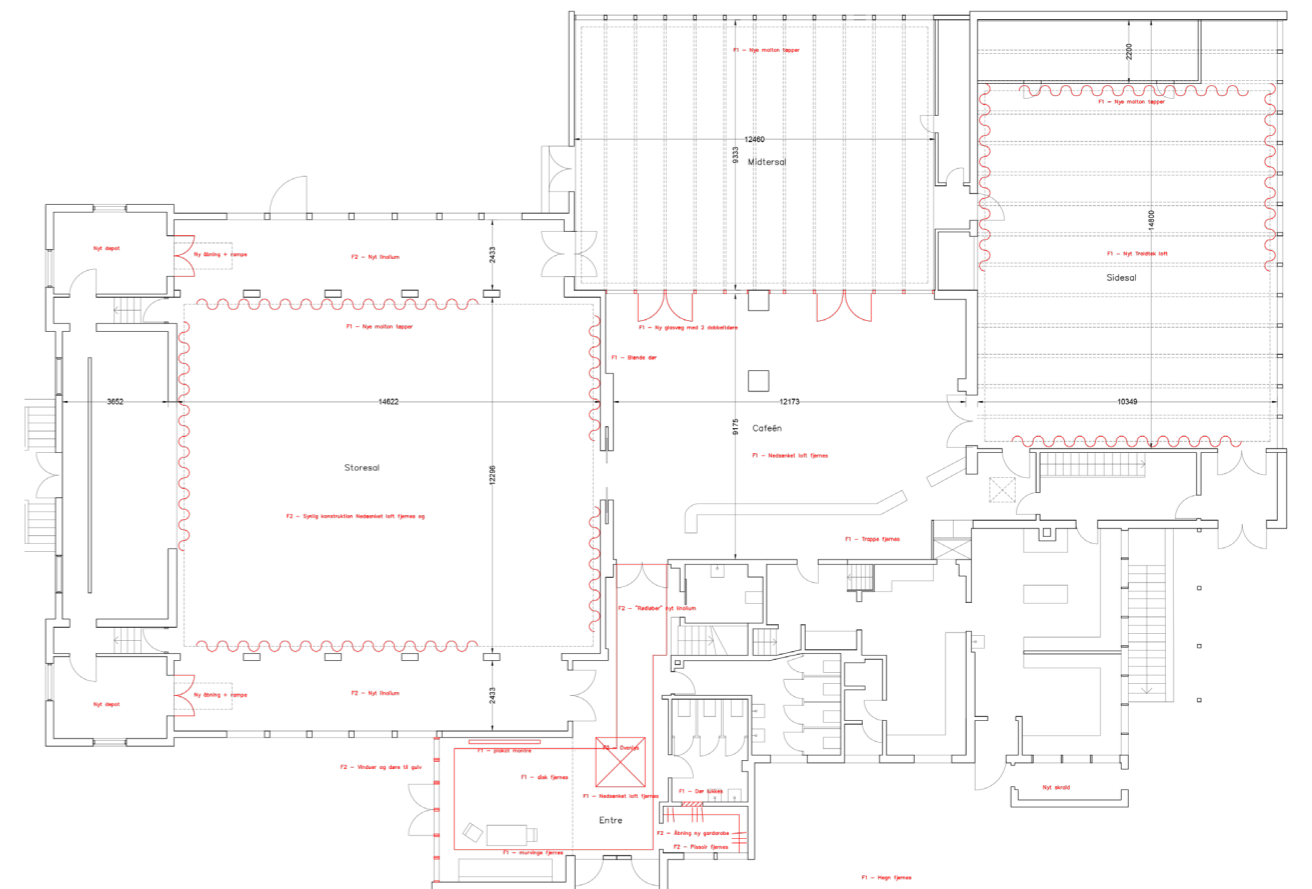 F1 - Nye molton tæpper
2200
F1 - Nye molton tæpper
12460
9333
Midtersal
14800
Nyt depot
Ny åbning + rampe
F2 - Nyt linolium
2433
F1 - Nyt Troldtek loft
Sidesal
F1 - Nye molton tæpper
F1 - Ny glasvæg med 2 dobbeltdøre
F1 - Blænde dør
3652
14622
12173
10349
9175
Cafeén
F1 - Nedsænket loft fjernes
Storesal
12296
F2 - Synlig konstruktion Nedsænket loft fjernes og
F1 - Trappe fjernes
F2 - "Rødløber" nyt linolium
Nyt depot
Ny åbning + rampe
F2 - Nyt linolium
2433
F1 - plakat montre
F2 - Ovenlys
F2 - Vinduer og døre til gulv
F1 - disk fjernes
F1 - Nedsænket loft fjernes
F1 - Dør lukkes
Nyt skrald
Entre
F2 - Åbning ny garderobe
F2 - Pissoir fjernes
F1 - murvinge fjernes
F1 - Hegn fjernes